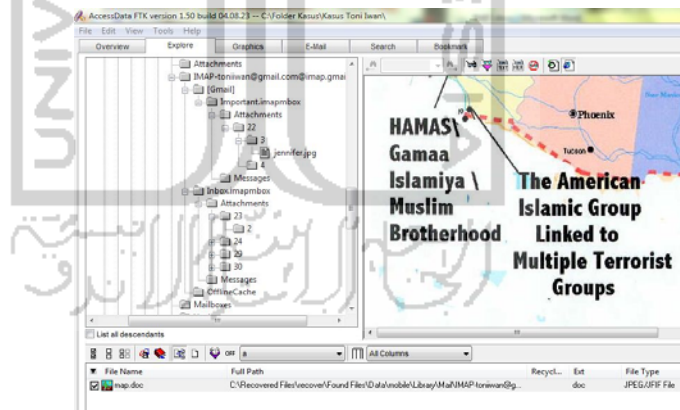 AccessData FTK version 1.50 build 04.08.23 -- C:\Folder Kasus\Kasus Toni Iwan\
File Edit View Tools Help
Overview Explore Graphics E-Mail Search Bookmark
Attachments
IMAP-toniiwan@gmail.com@imap.gmai
[Gmail]
Important.imapmbox
Attachments
22
3
jennifer.jpg
4
Messages
Inbox.imapmbox
Attachments
23
2
24
29
30
Messages
OfflineCache
Mailboxes
Phoenix
Tucson
HAMAS\
Gamaa
Islamiya \
Muslim
Brotherhood
The American
Islamic Group
Linked to
Multiple Terrorist
Groups
List all descendants
OFF a All Columns
File Name Full Path Recycl... Ext File Type
map.doc C:\Recovered Files\recover\Found Files\Data\mobile\Library\Mail\IMAP-toniiwan@g... doc JPEG/JFIF File
UNIV